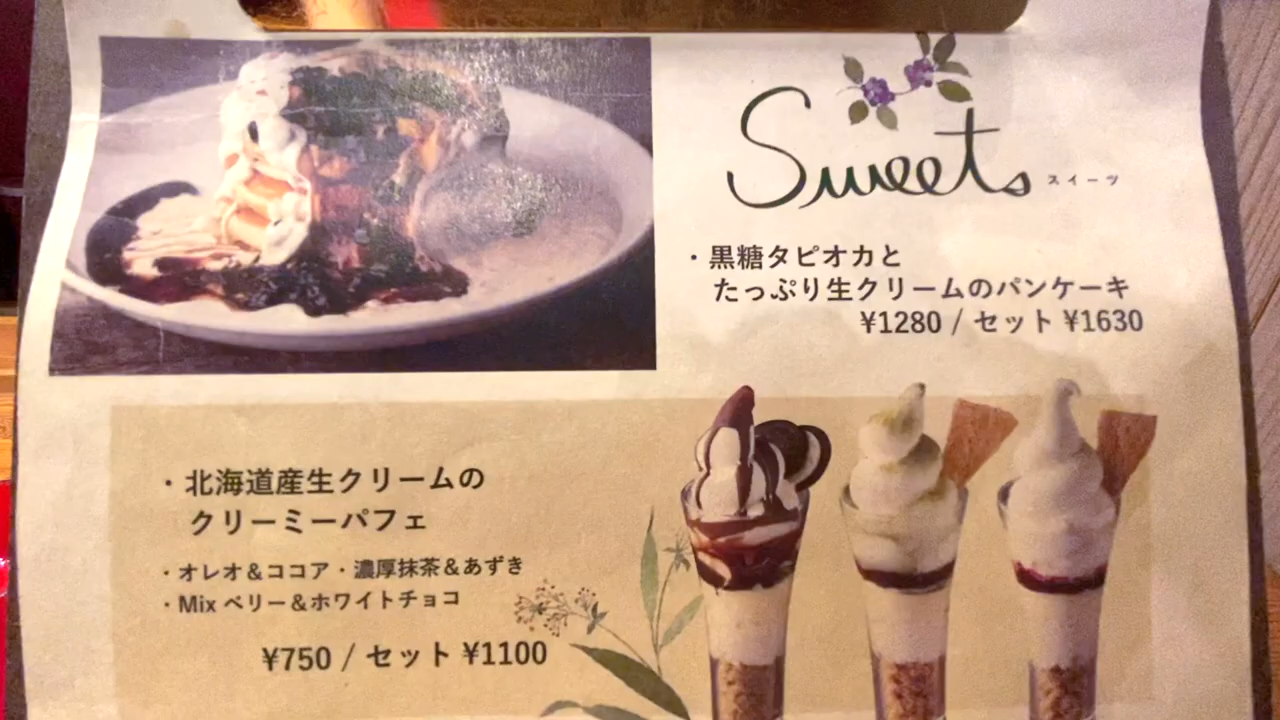 Sweets スイーツ
・黒糖タピオカと
たっぷり生クリームのパンケーキ
¥1280 / セット ¥1630
・北海道産生クリームの
クリーミーパフェ
・オレオ&ココア・濃厚抹茶&あずき
・Mix ベリー&ホワイトチョコ
¥750 / セット ¥1100